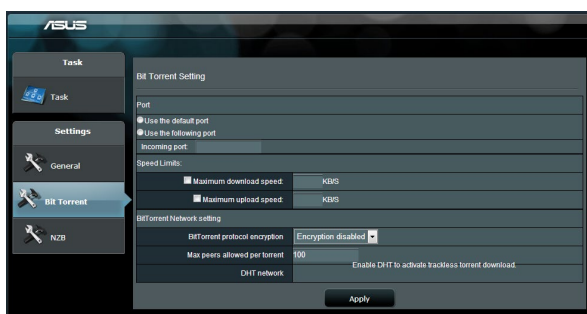 ASUS
Task
Task
Settings
General
Bit Torrent
NZB
Bit Torrent Setting
Port
Use the default port
Use the following port
Incoming port:
Speed Limits:
Maximum download speed: KB/S
Maximum upload speed: KB/S
BitTorrent Network setting
BitTorrent protocol encryption Encryption disabled
Max peers allowed per torrent 100
DHT network Enable DHT to activate trackless torrent download.
Apply